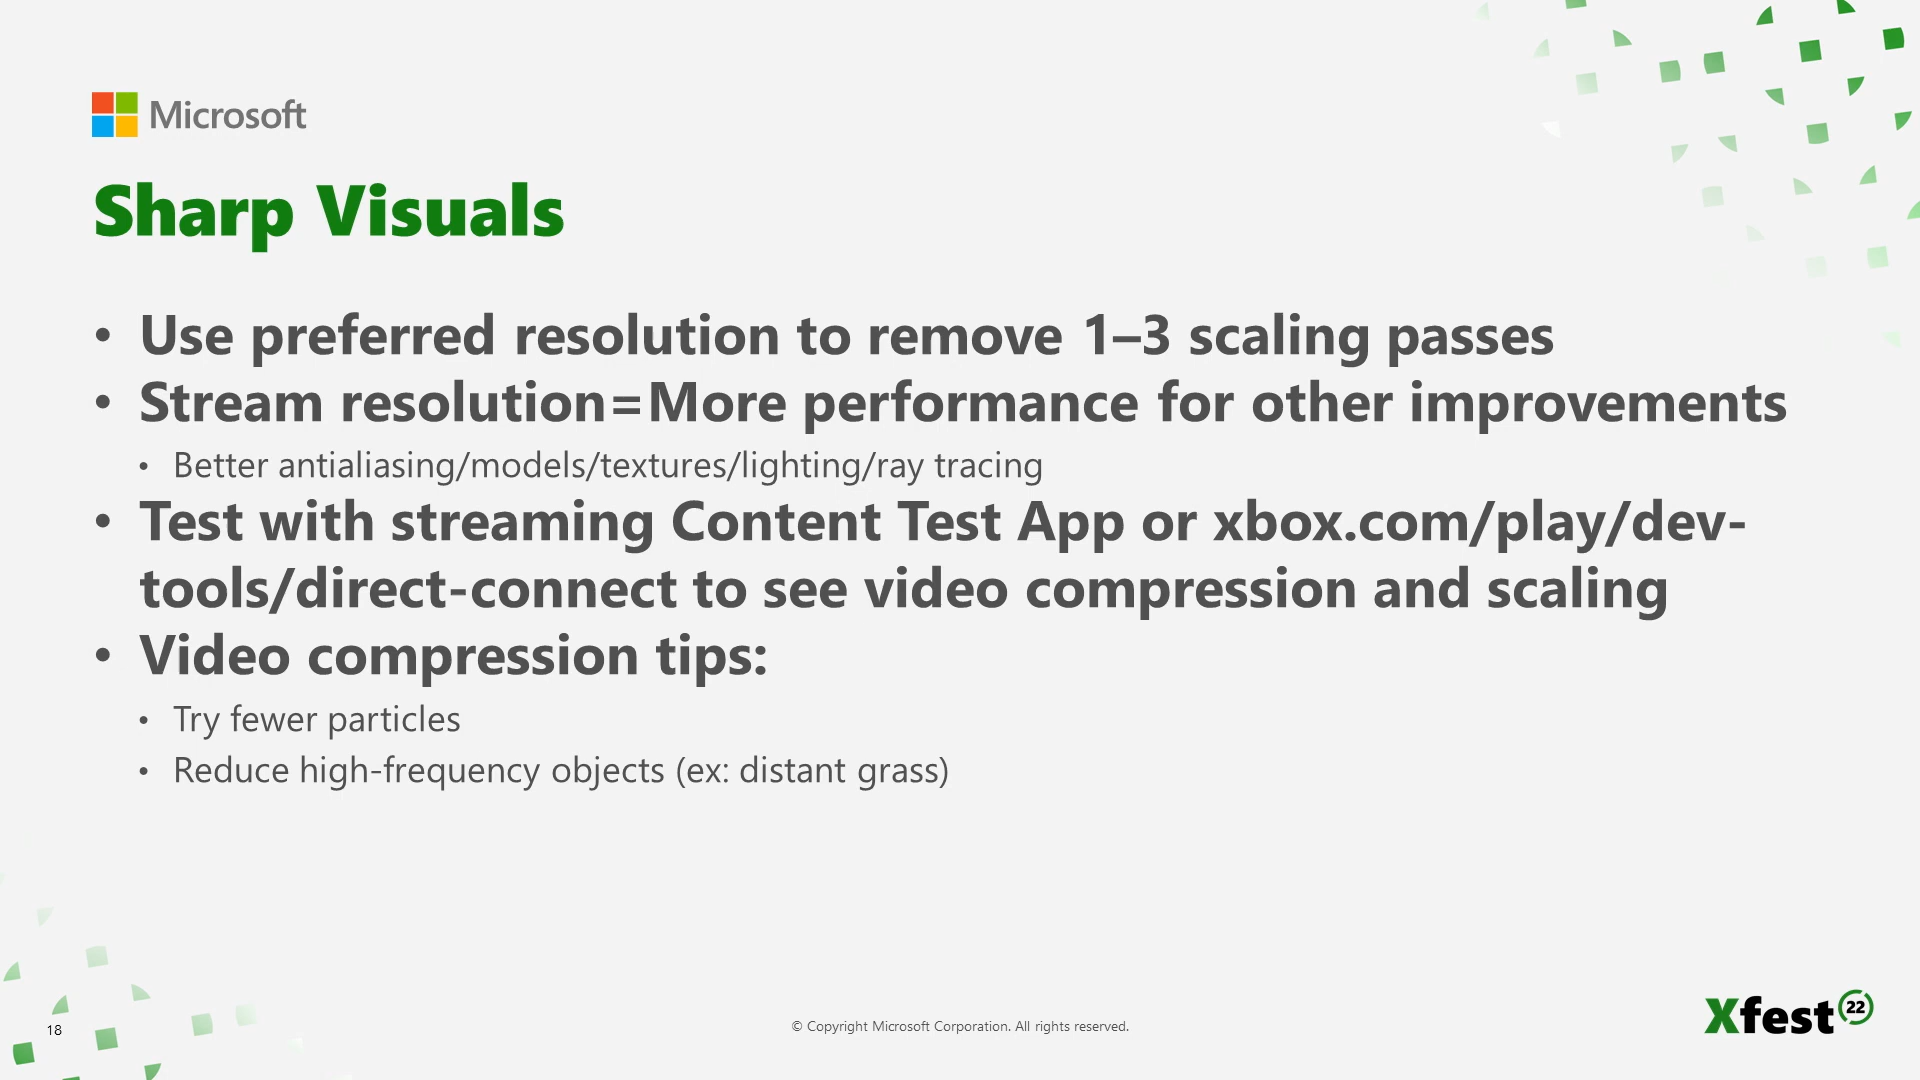 Microsoft
Sharp Visuals
• Use preferred resolution to remove 1–3 scaling passes
• Stream resolution=More performance for other improvements
• Better antialiasing/models/textures/lighting/ray tracing
• Test with streaming Content Test App or xbox.com/play/dev-
tools/direct-connect to see video compression and scaling
• Video compression tips:
• Try fewer particles
• Reduce high-frequency objects (ex: distant grass)
18
© Copyright Microsoft Corporation. All rights reserved.
Xfest 22